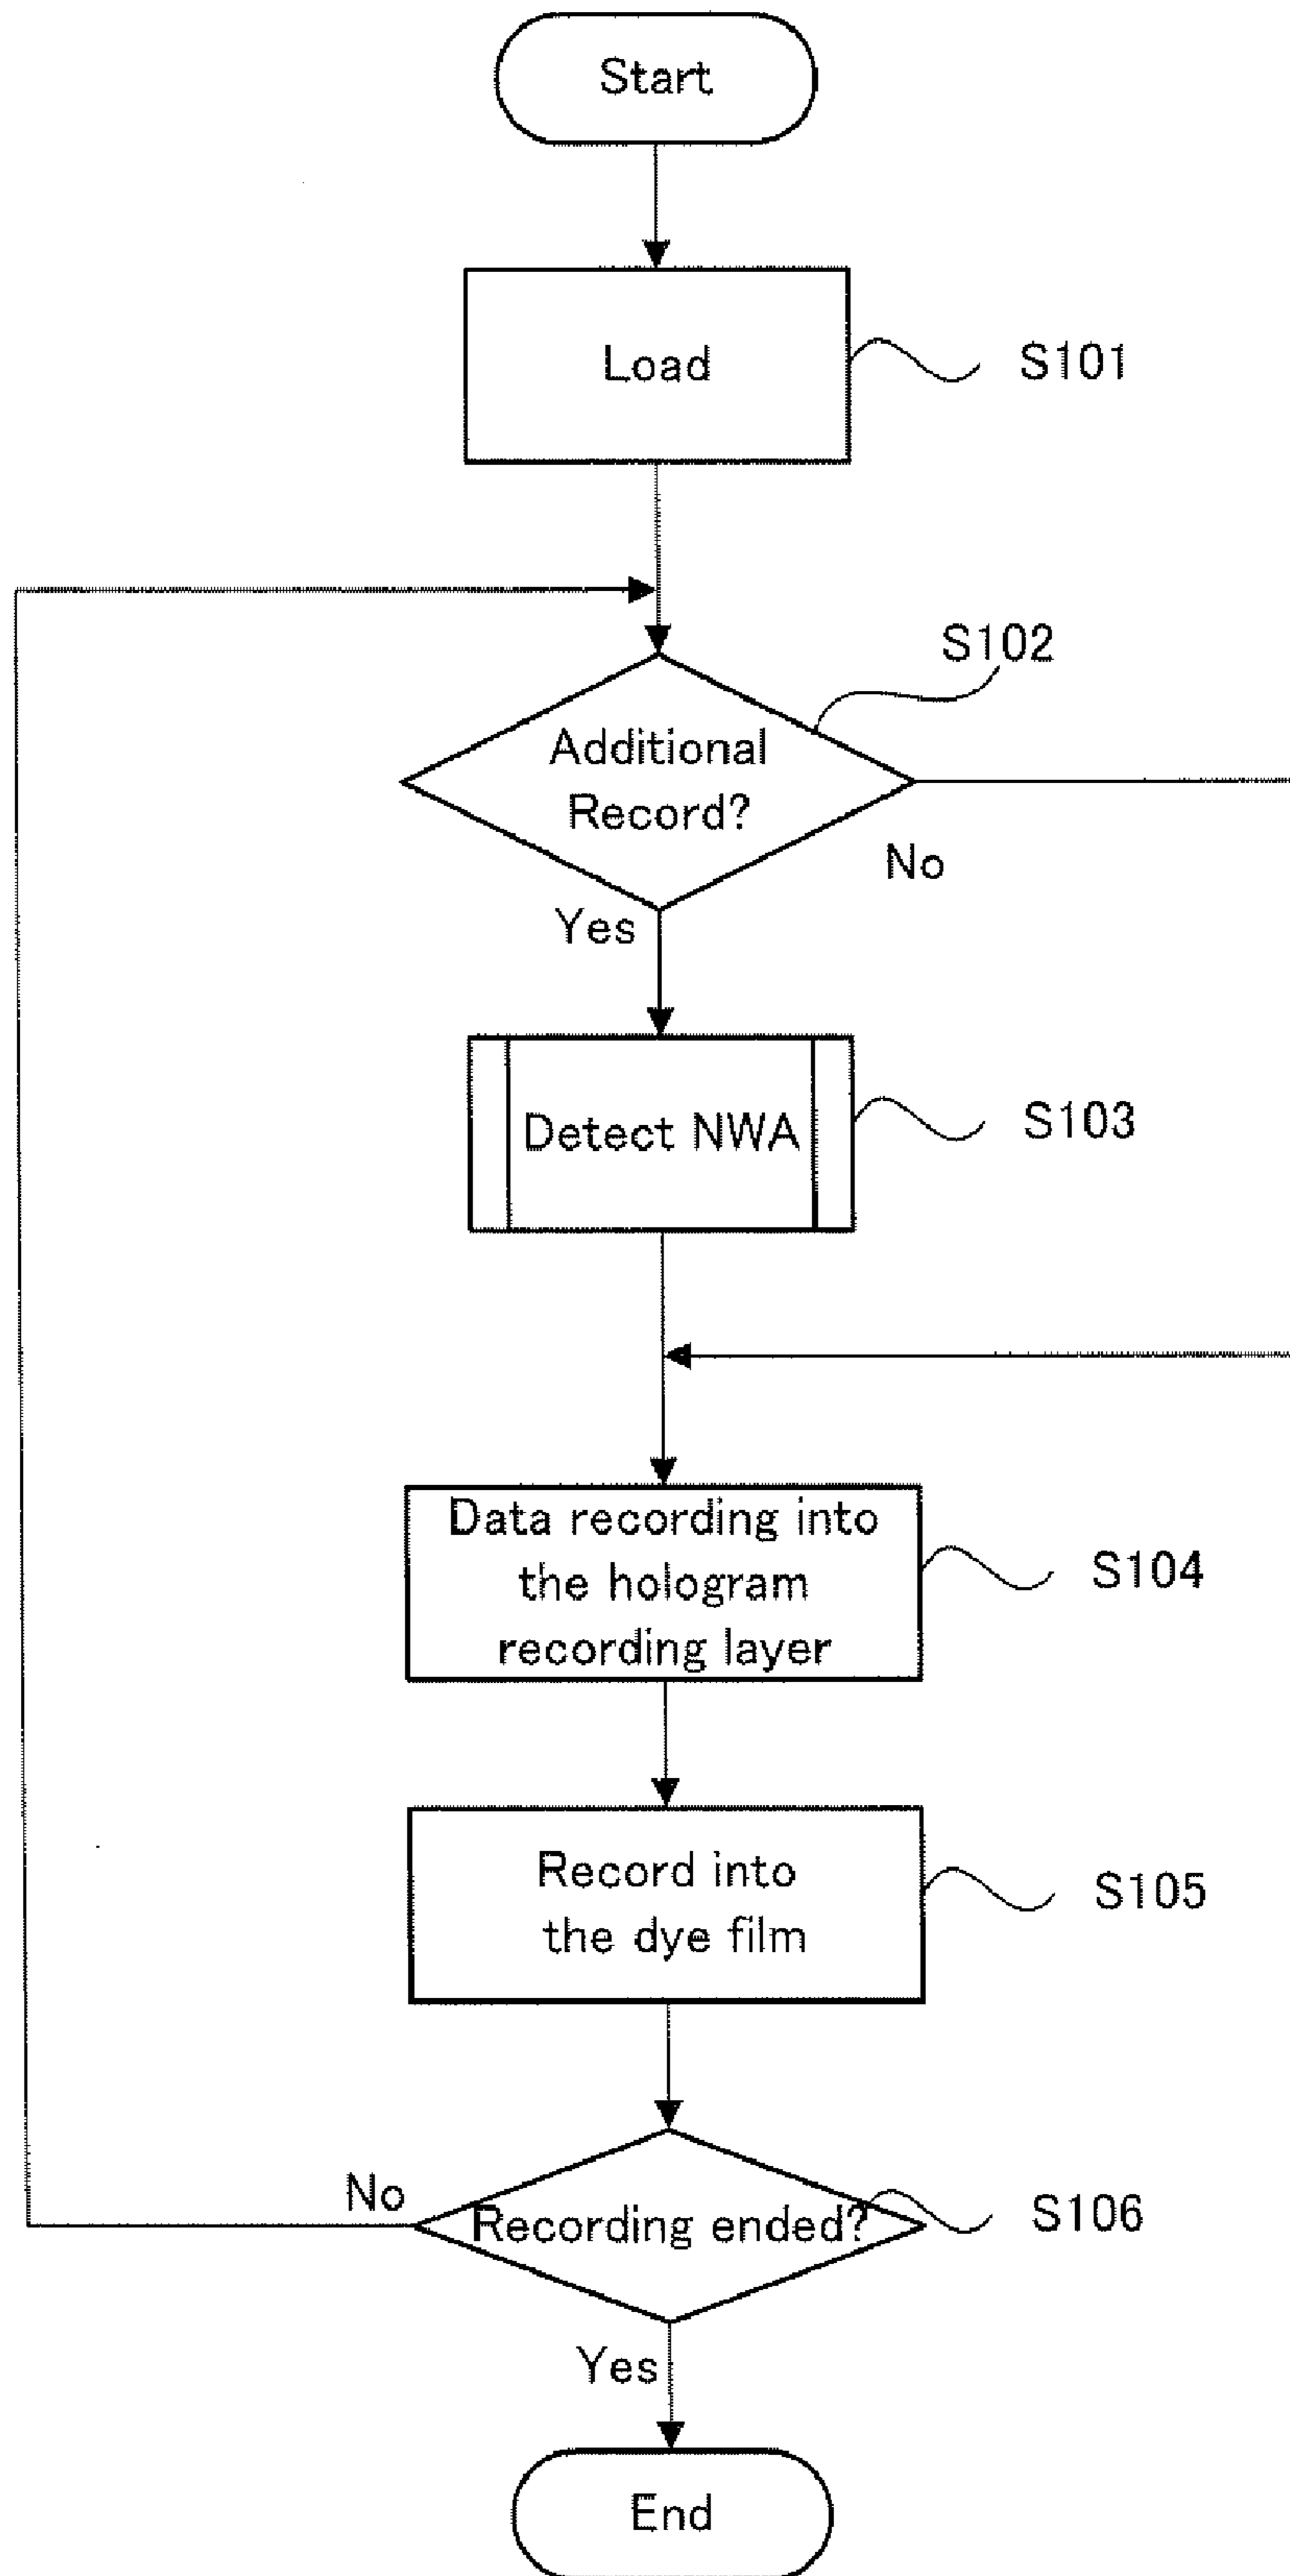 Start
Load
S101
S102
Additional
Record?
No
Yes
Detect NWA
S103
Data recording into
the hologram
recording layer
S104
Record into
the dye film
S105
No
Recording ended?
S106
Yes
End